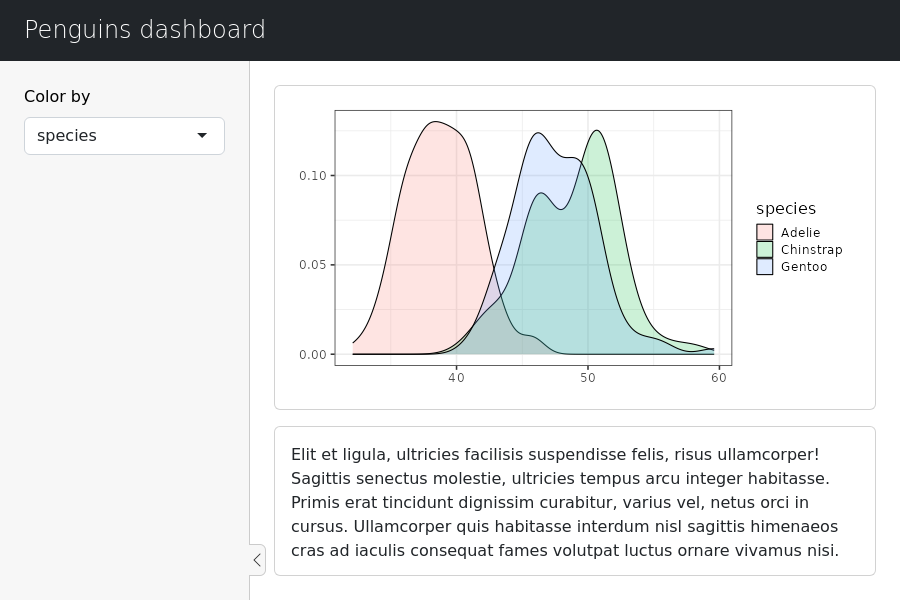 Penguins dashboard
Color by
species
0.10
0.05
0.00
40 50 60
species
Adelie
Chinstrap
Gentoo
Elit et ligula, ultricies facilisis suspendisse felis, risus ullamcorper!
Sagittis senectus molestie, ultricies tempus arcu integer habitasse.
Primis erat tincidunt dignissim curabitur, varius vel, netus orci in
cursus. Ullamcorper quis habitasse interdum nisl sagittis himenaeos
cras ad iaculis consequat fames volutpat luctus ornare vivamus nisi.